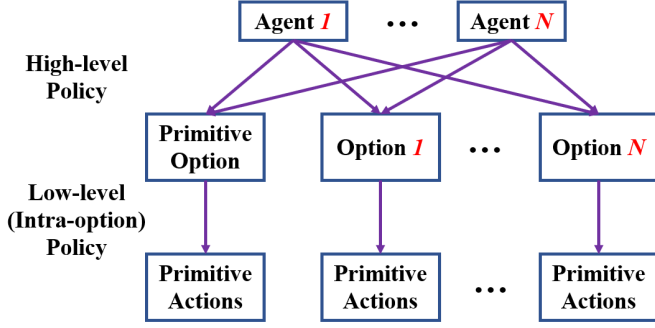 Agent 1 ... Agent N
High-level
Policy
Primitive
Option
Option 1 ... Option N
Low-level
(Intra-option)
Policy
Primitive
Actions
Primitive
Actions
...
Primitive
Actions